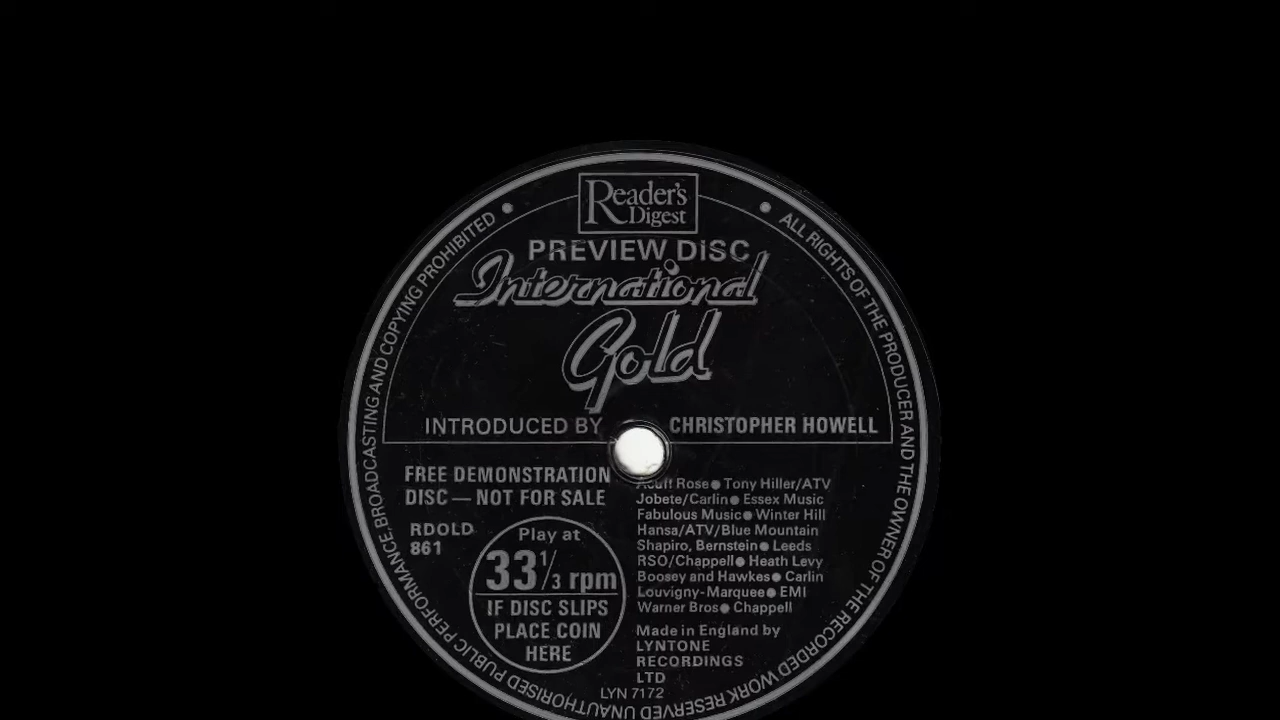 Reader's
Digest
PREVIEW DISC
International
Gold
INTRODUCED BY CHRISTOPHER HOWELL
FREE DEMONSTRATION
DISC — NOT FOR SALE
RDOLD
861
Play at
33 1/3 rpm
IF DISC SLIPS
PLACE COIN
HERE
Acuff Rose ● Tony Hiller/ATV
Jobete/Carlin ● Essex Music
Fabulous Music ● Winter Hill
Hansa/ATV/Blue Mountain
Shapiro, Bernstein ● Leeds
RSO/Chappell ● Heath Levy
Boosey and Hawkes ● Carlin
Louvigny-Marquee ● EMI
Warner Bros ● Chappell
Made in England by
LYNTONE
RECORDINGS
LTD
LYN 7172
● ALL RIGHTS OF THE PRODUCER AND THE OWNER OF THE RECORDED WORK RESERVED UNAUTHORISED PUBLIC PERFORMANCE, BROADCASTING AND COPYING PROHIBITED ●